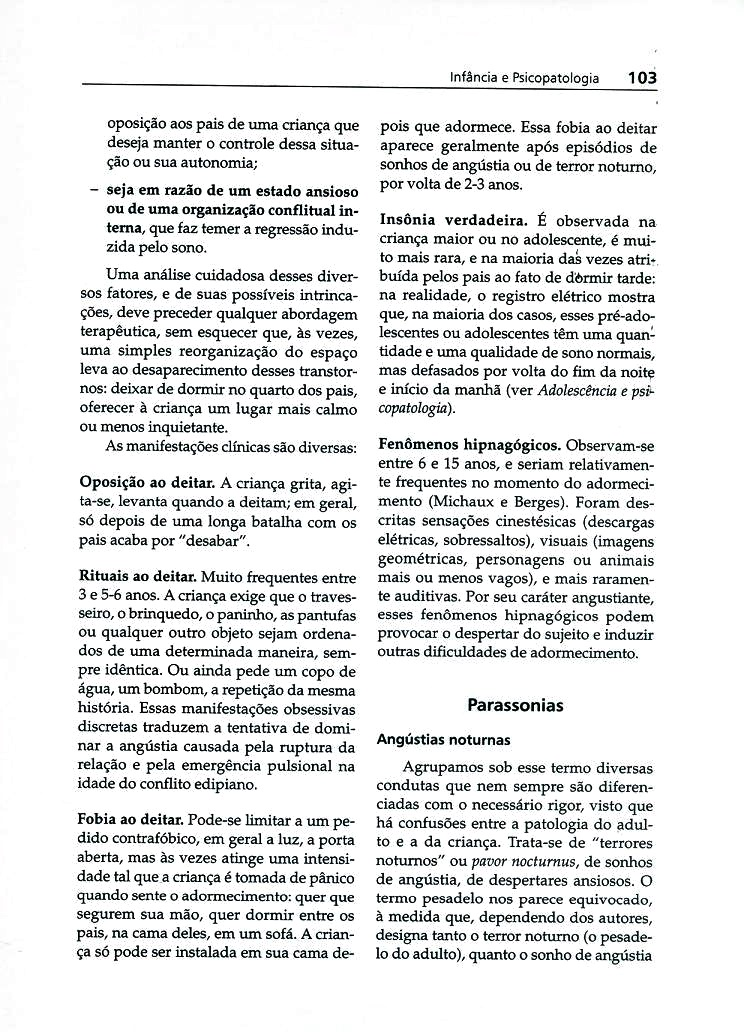 Infância e Psicopatologia 103
oposição aos pais de uma criança que
deseja manter o controle dessa situa-
ção ou sua autonomia;
– seja em razão de um estado ansioso
ou de uma organização conflitual in-
terna, que faz temer a regressão indu-
zida pelo sono.
Uma análise cuidadosa desses diver-
sos fatores, e de suas possíveis intrinca-
ções, deve preceder qualquer abordagem
terapêutica, sem esquecer que, às vezes,
uma simples reorganização do espaço
leva ao desaparecimento desses transtor-
nos: deixar de dormir no quarto dos pais,
oferecer à criança um lugar mais calmo
ou menos inquietante.
As manifestações clínicas são diversas:
Oposição ao deitar. A criança grita, agi-
ta-se, levanta quando a deitam; em geral,
só depois de uma longa batalha com os
pais acaba por "desabar".
Rituais ao deitar. Muito frequentes entre
3 e 5-6 anos. A criança exige que o traves-
seiro, o brinquedo, o paninho, as pantufas
ou qualquer outro objeto sejam ordena-
dos de uma determinada maneira, sem-
pre idêntica. Ou ainda pede um copo de
água, um bombom, a repetição da mesma
história. Essas manifestações obsessivas
discretas traduzem a tentativa de domi-
nar a angústia causada pela ruptura da
relação e pela emergência pulsional na
idade do conflito edipiano.
Fobia ao deitar. Pode-se limitar a um pe-
dido contrafóbico, em geral a luz, a porta
aberta, mas às vezes atinge uma intensi-
dade tal que a criança é tomada de pânico
quando sente o adormecimento: quer que
segurem sua mão, quer dormir entre os
pais, na cama deles, em um sofá. A crian-
ça só pode ser instalada em sua cama de-
pois que adormece. Essa fobia ao deitar
aparece geralmente após episódios de
sonhos de angústia ou de terror noturno,
por volta de 2-3 anos.
Insônia verdadeira. É observada na
criança maior ou no adolescente, é mui-
to mais rara, e na maioria das vezes atri-
buída pelos pais ao fato de dormir tarde:
na realidade, o registro elétrico mostra
que, na maioria dos casos, esses pré-ado-
lescentes ou adolescentes têm uma quan-
tidade e uma qualidade de sono normais,
mas defasados por volta do fim da noite
e início da manhã (ver Adolescência e psi-
copatologia).
Fenômenos hipnagógicos. Observam-se
entre 6 e 15 anos, e seriam relativamen-
te frequentes no momento do adormeci-
mento (Michaux e Berges). Foram des-
critas sensações cinestésicas (descargas
elétricas, sobressaltos), visuais (imagens
geométricas, personagens ou animais
mais ou menos vagos), e mais raramen-
te auditivas. Por seu caráter angustiante,
esses fenômenos hipnagógicos podem
provocar o despertar do sujeito e induzir
outras dificuldades de adormecimento.
Parassonias
Angústias noturnas
Agrupamos sob esse termo diversas
condutas que nem sempre são diferen-
ciadas com o necessário rigor, visto que
há confusões entre a patologia do adul-
to e a da criança. Trata-se de "terrores
noturnos" ou pavor nocturnus, de sonhos
de angústia, de despertares ansiosos. O
termo pesadelo nos parece equivocado,
à medida que, dependendo dos autores,
designa tanto o terror noturno (o pesade-
lo do adulto), quanto o sonho de angústia